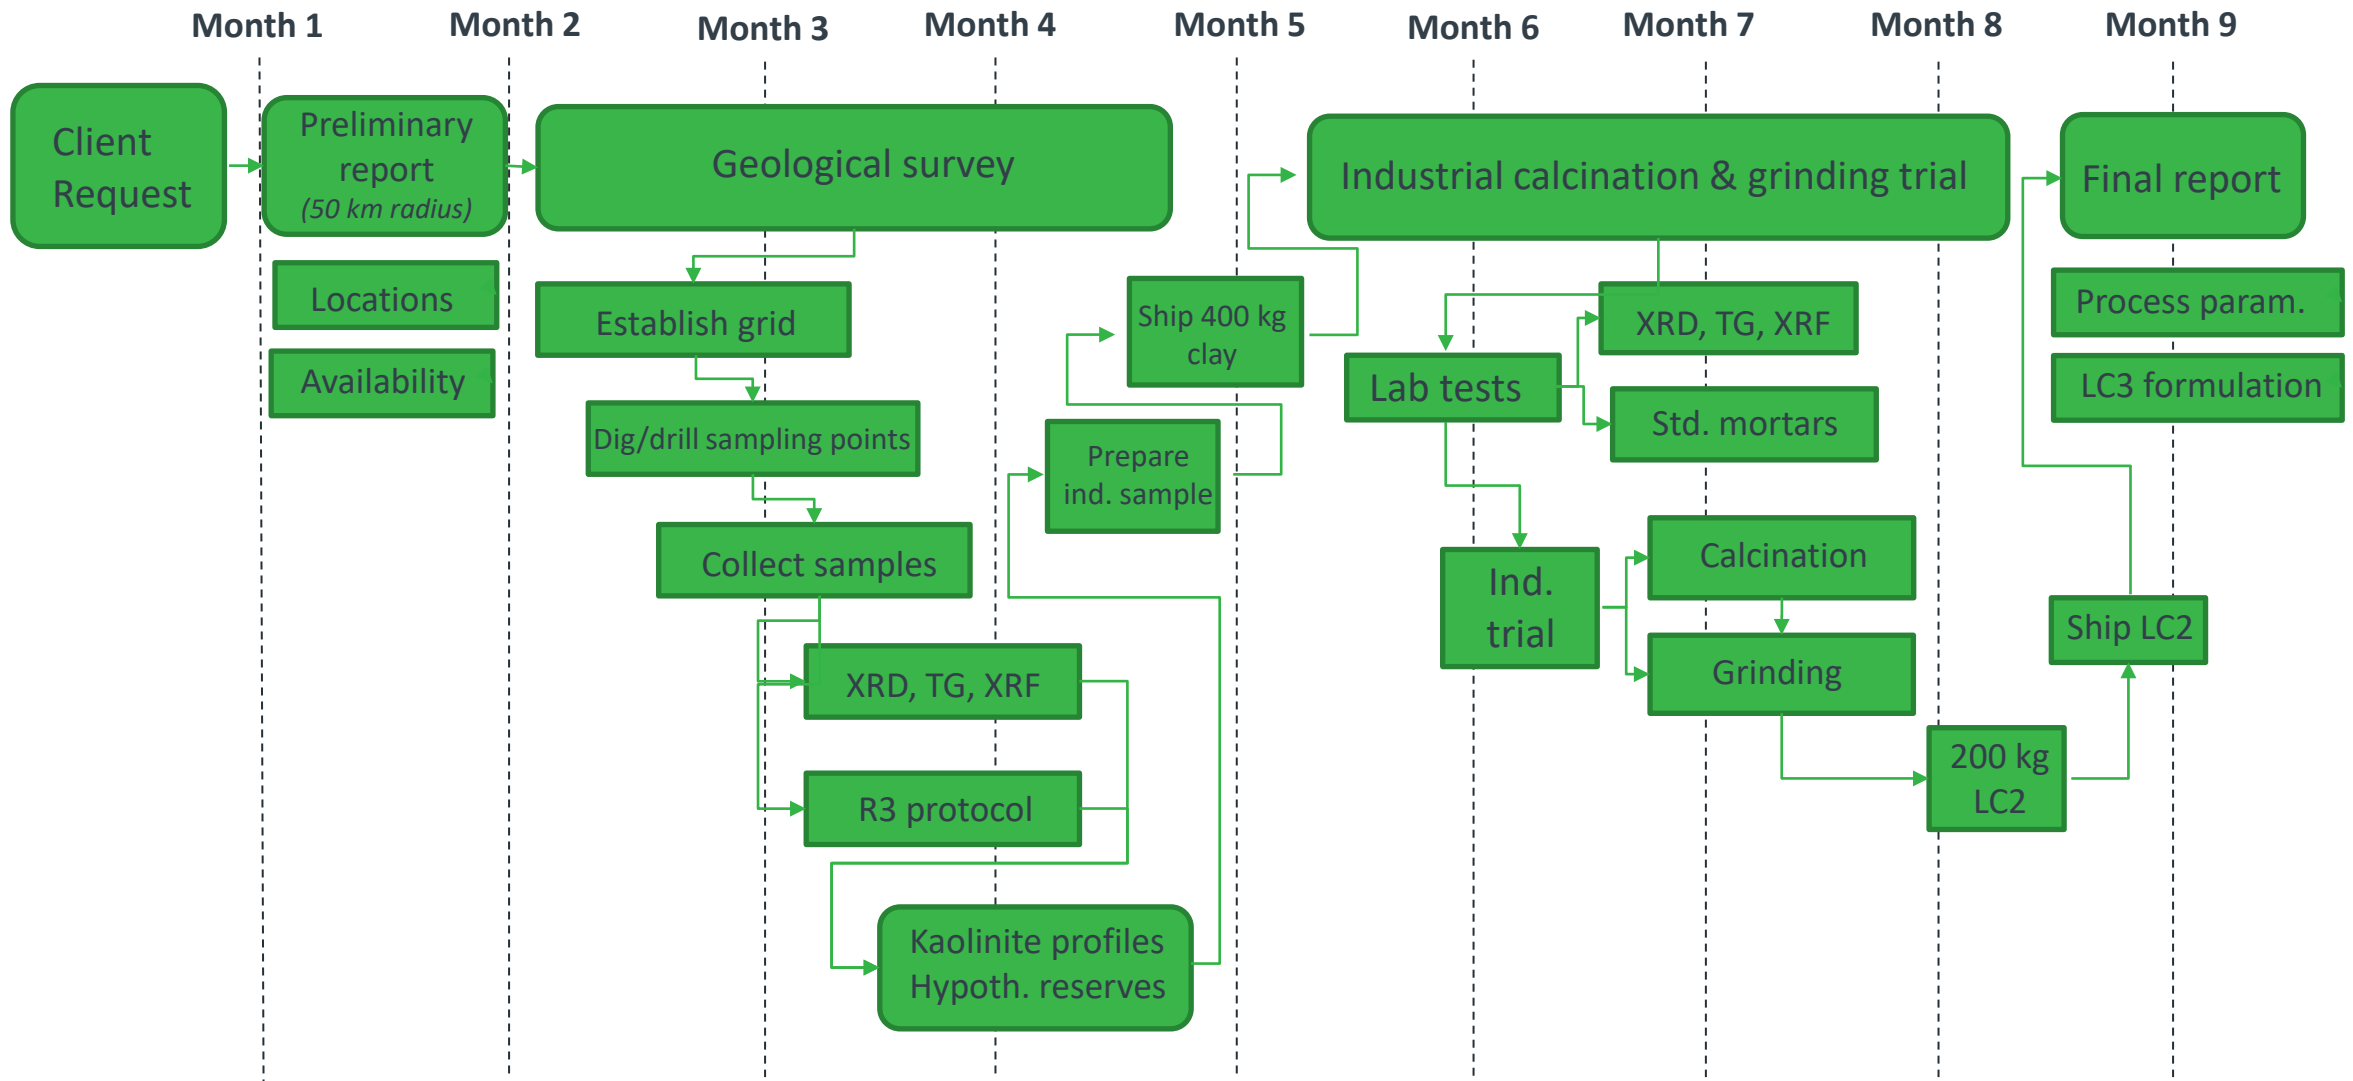 Month 1
Month 2
Month 3
Month 4
Month 5
Month 6
Month 7
Month 8
Month 9
Client
Request
Preliminary
report
(50 km radius)
Locations
Availability
Geological survey
Establish grid
Dig/drill sampling points
Collect samples
XRD, TG, XRF
R3 protocol
Kaolinite profiles
Hypoth. reserves
Prepare
ind. sample
Ship 400 kg
clay
Industrial calcination & grinding trial
Lab tests
XRD, TG, XRF
Std. mortars
Ind.
trial
Calcination
Grinding
200 kg
LC2
Ship LC2
Final report
Process param.
LC3 formulation